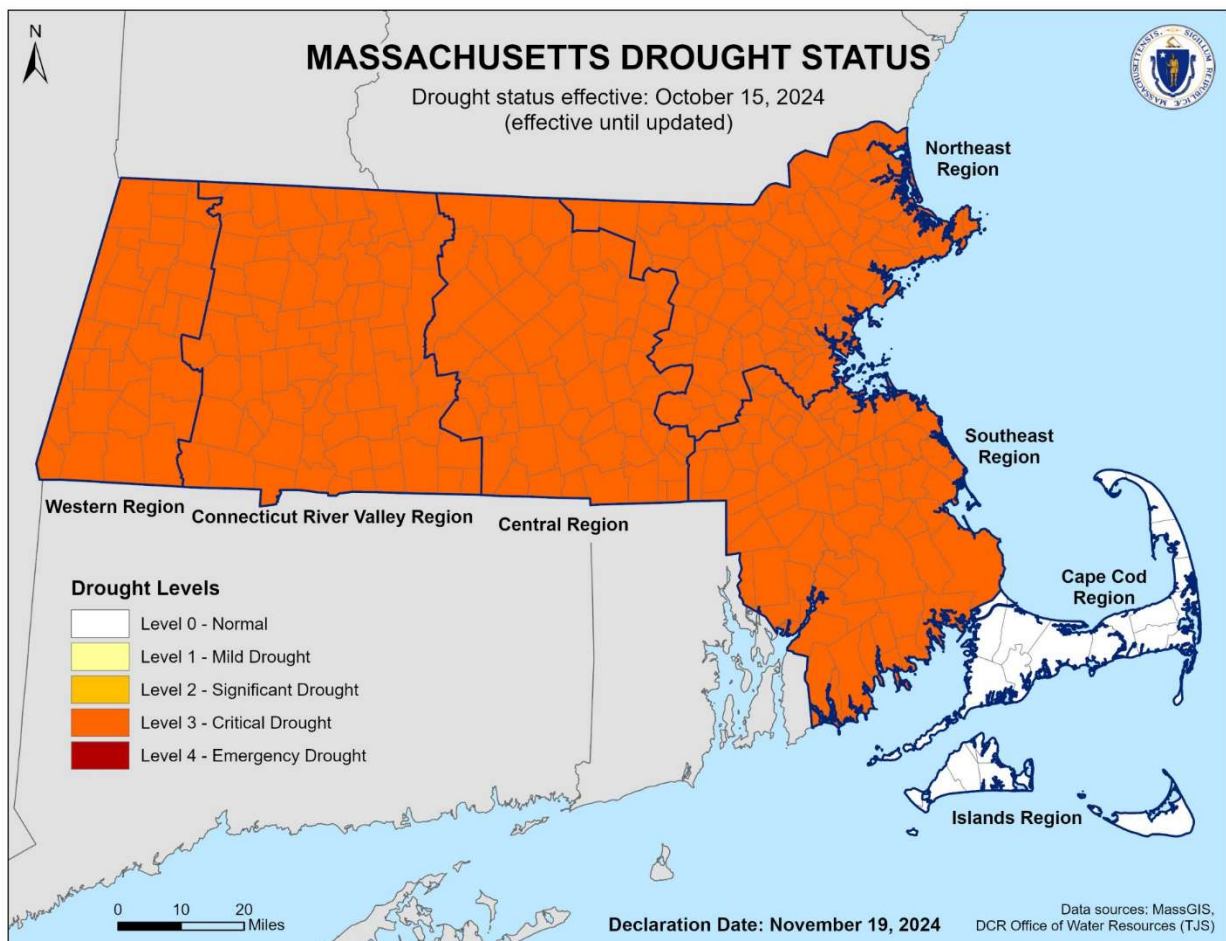 N
MASSACHUSETTS DROUGHT STATUS
Drought status effective: October 15, 2024
(effective until updated)
Northeast
Region
Southeast
Region
Cape Cod
Region
Western Region
Connecticut River Valley Region
Central Region
Islands Region
Drought Levels
Level 0 - Normal
Level 1 - Mild Drought
Level 2 - Significant Drought
Level 3 - Critical Drought
Level 4 - Emergency Drought
0 10 20
Miles
Declaration Date: November 19, 2024
Data sources: MassGIS,
DCR Office of Water Resources (TJS)